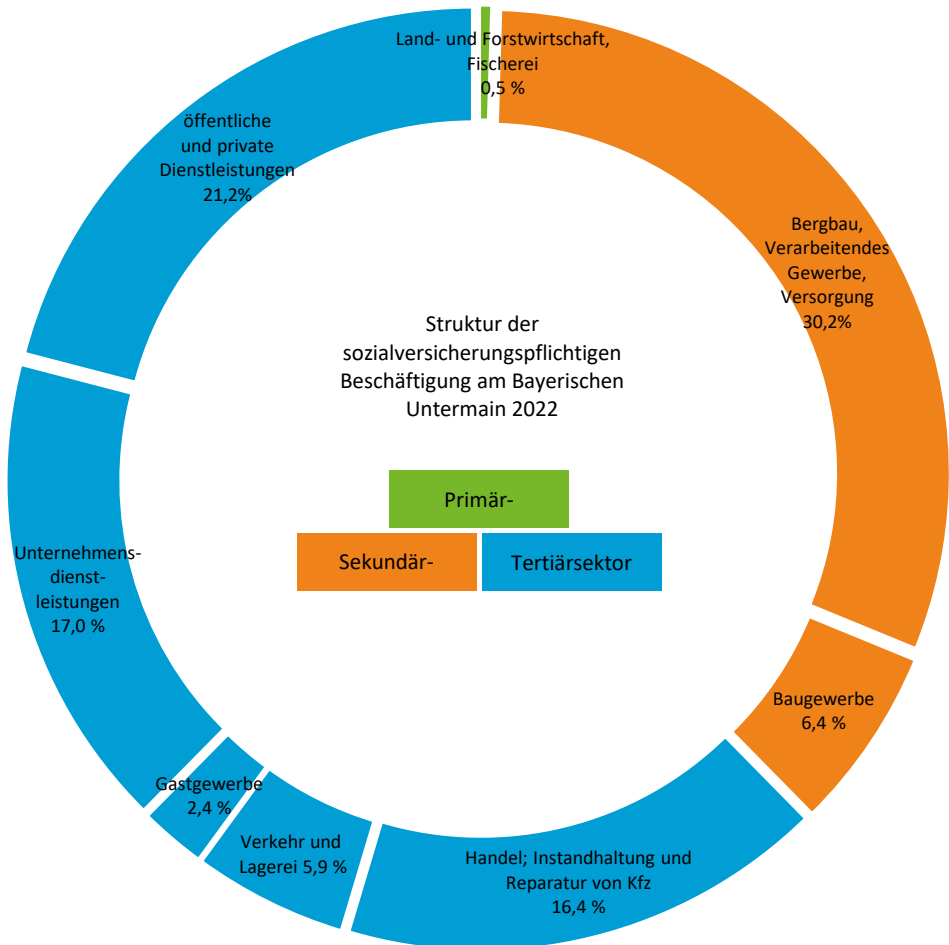 Land- und Forstwirtschaft,
Fischerei
0,5 %
Bergbau,
Verarbeitendes
Gewerbe,
Versorgung
30,2%
Baugewerbe
6,4 %
Handel; Instandhaltung und
Reparatur von Kfz
16,4 %
Verkehr und
Lagerei 5,9 %
Gastgewerbe
2,4 %
Unternehmens-
dienst-
leistungen
17,0 %
öffentliche
und private
Dienstleistungen
21,2%
Struktur der
sozialversicherungspflichtigen
Beschäftigung am Bayerischen
Untermain 2022
Primär-
Sekundär-
Tertiärsektor